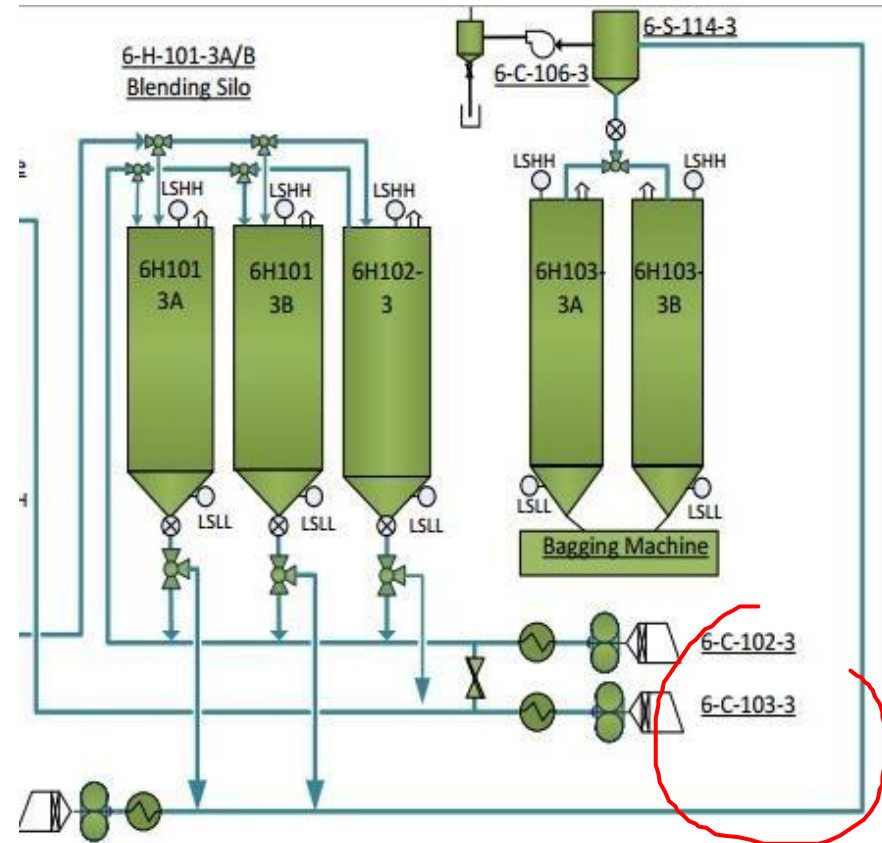 6-S-114-3
6-H-101-3A/B
Blending Silo
6-C-106-3
LSHH
LSHH
LSHH
LSHH
LSHH
6H101
3A
6H101
3B
6H102-
3
6H103-
3A
6H103-
3B
LSLL
LSLL
LSLL
LSLL
LSLL
Bagging Machine
6-C-102-3
6-C-103-3